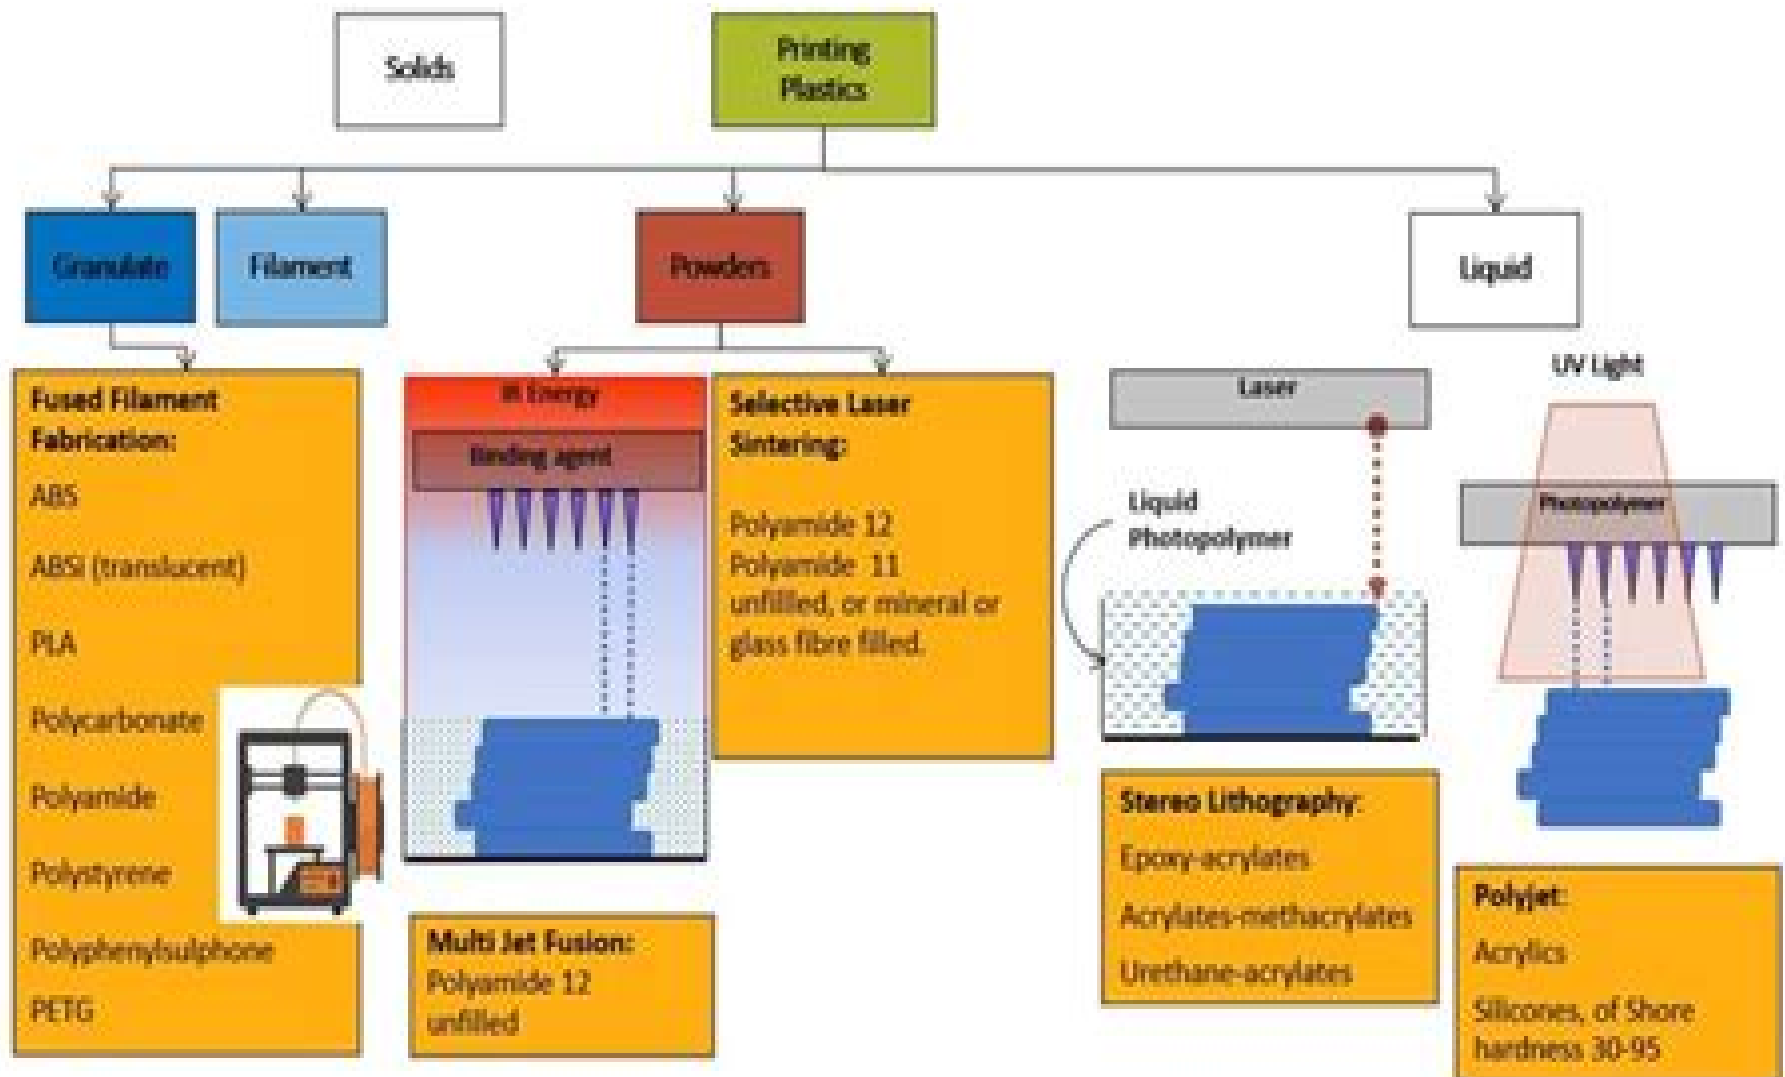 Solids
Printing
Plastics
Granulate
Filament
Powders
Liquid
Fused Filament
Fabrication:
ABS
ABSi (translucent)
PLA
Polycarbonate
Polyamide
Polystyrene
Polyphenylsulphone
PETG
IR Energy
Binding agent
Multi Jet Fusion:
Polyamide 12
unfilled
Selective Laser
Sintering:
Polyamide 12
Polyamide 11
unfillled, or mineral or
glass fibre filled.
Laser
Liquid
Photopolymer
Stereo Lithography:
Epoxy-acrylates
Acrylates-methacrylates
Urethane-acrylates
UV Light
Photopolymer
Polyjet:
Acrylics
Silicones, of Shore
hardness 30-95